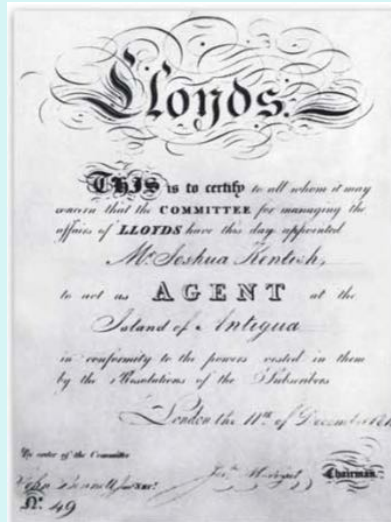 Lloyds.
THIS is to certify to all whom it may
concern that the COMMITTEE for managing the
affairs of LLOYDS have this day appointed
Mr. Joshua Kentish,
to act as AGENT at the
Island of Antigua
in conformity to the powers vested in them
by the Resolutions of the Subscribers
London the 11th of December
By order of the Committee
John Secy.
Chairman
No. 49